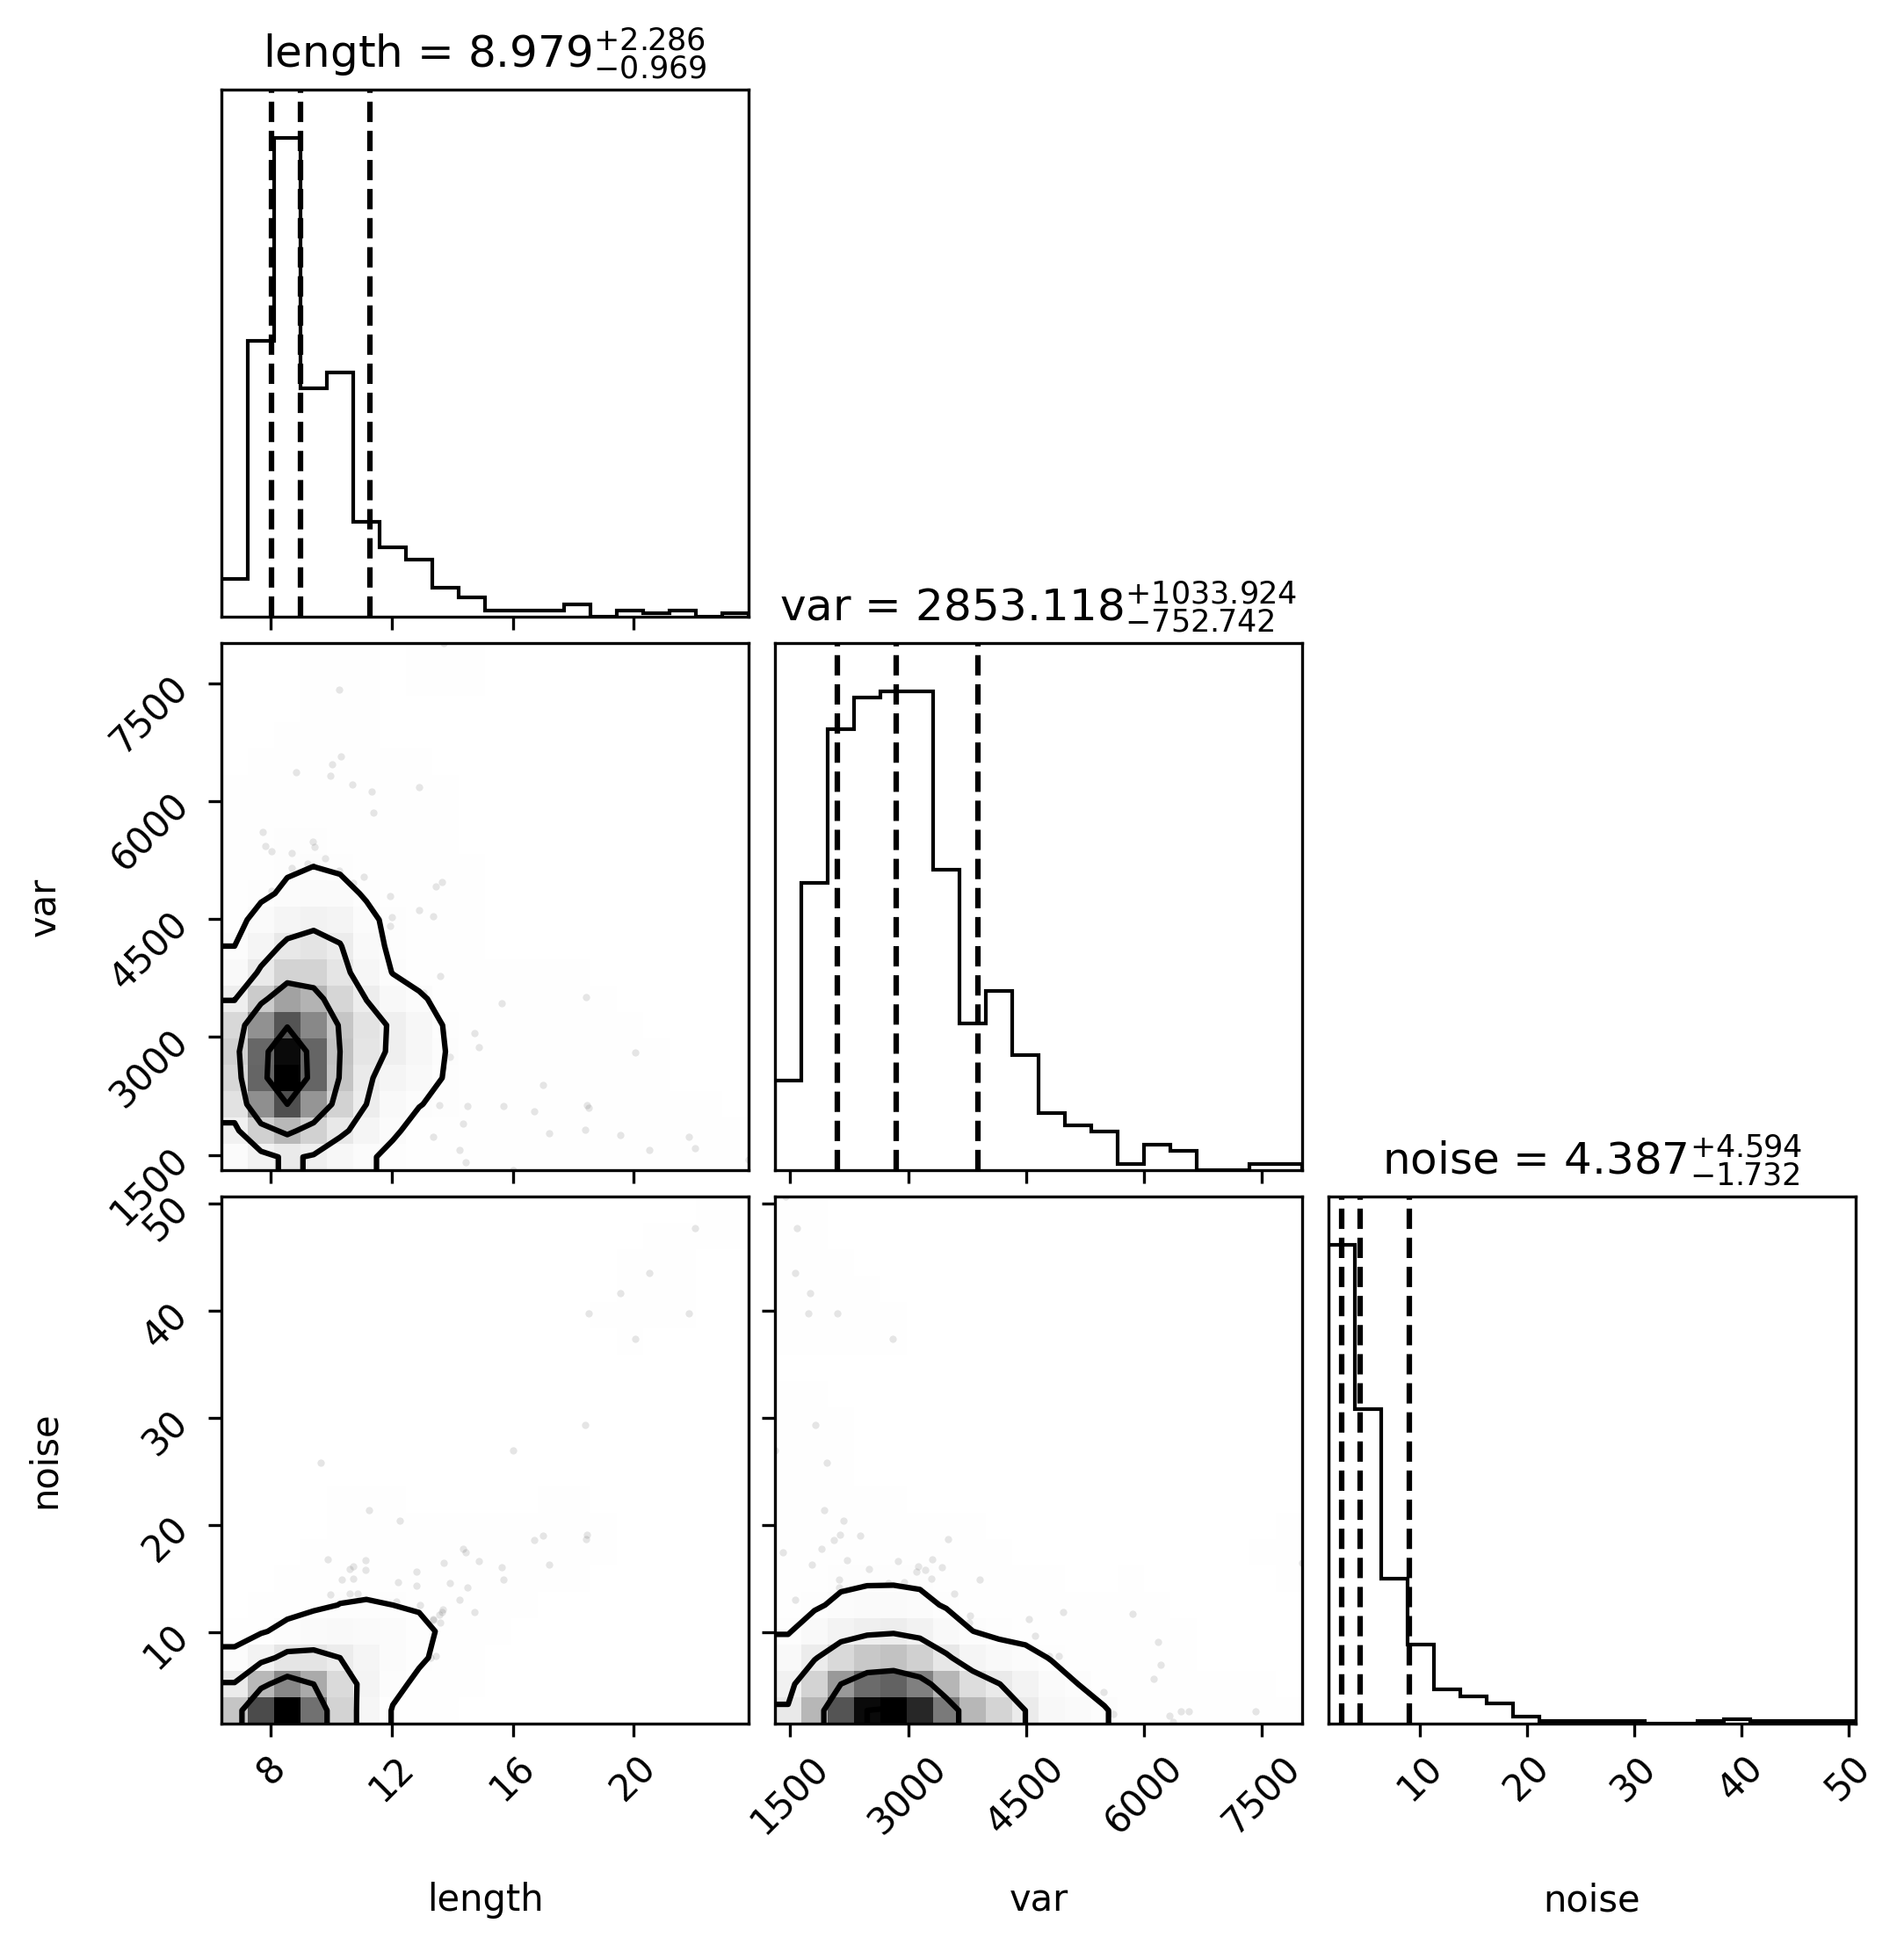 length = 8.979 +2.286 −0.969
var = 2853.118 +1033.924 −752.742
7500
6000
4500
3000
1500
var
noise = 4.387 +4.594 −1.732
50
40
30
20
10
noise
8 12 16 20
1500 3000 4500 6000 7500
10 20 30 40 50
length
var
noise